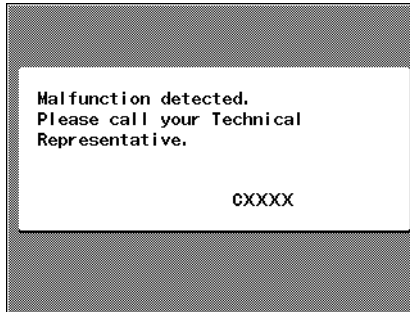 Malfunction detected.
Please call your Technical
Representative.
CXXXX